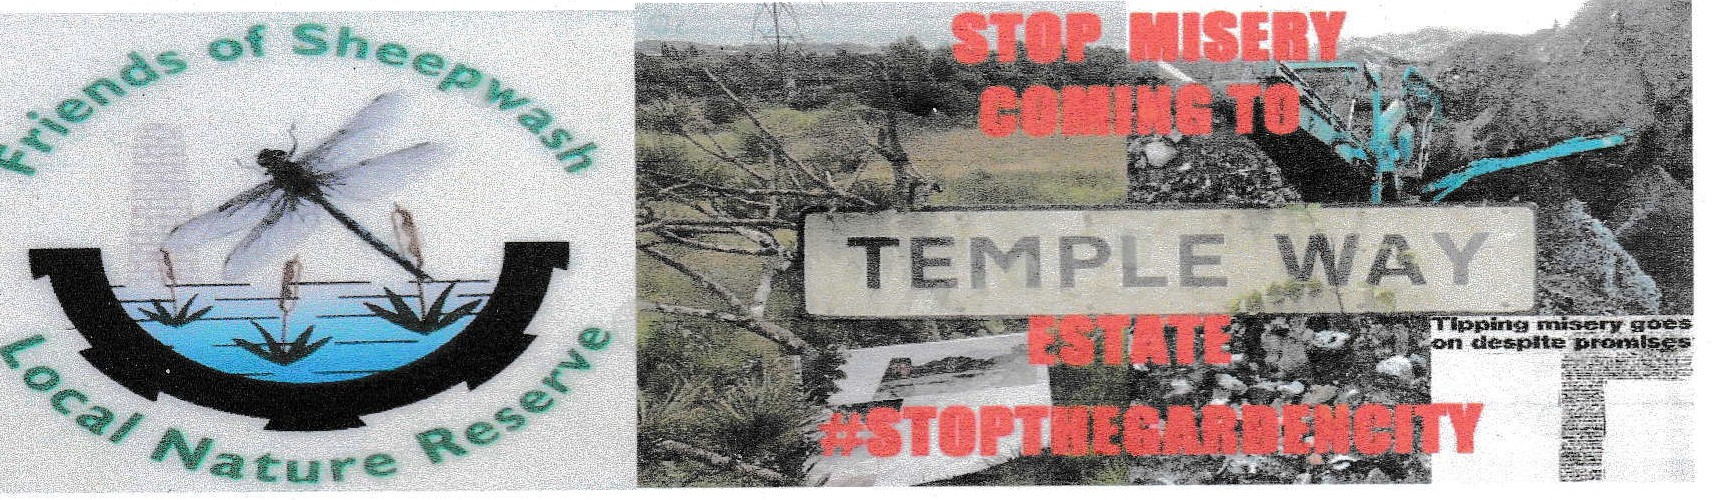 Friends of Sheepwash
Local Nature Reserve
STOP MISERY
COMING TO
TEMPLE WAY
ESTATE
#STOPTHEGARDENCITY
Tipping misery goes
on despite promises